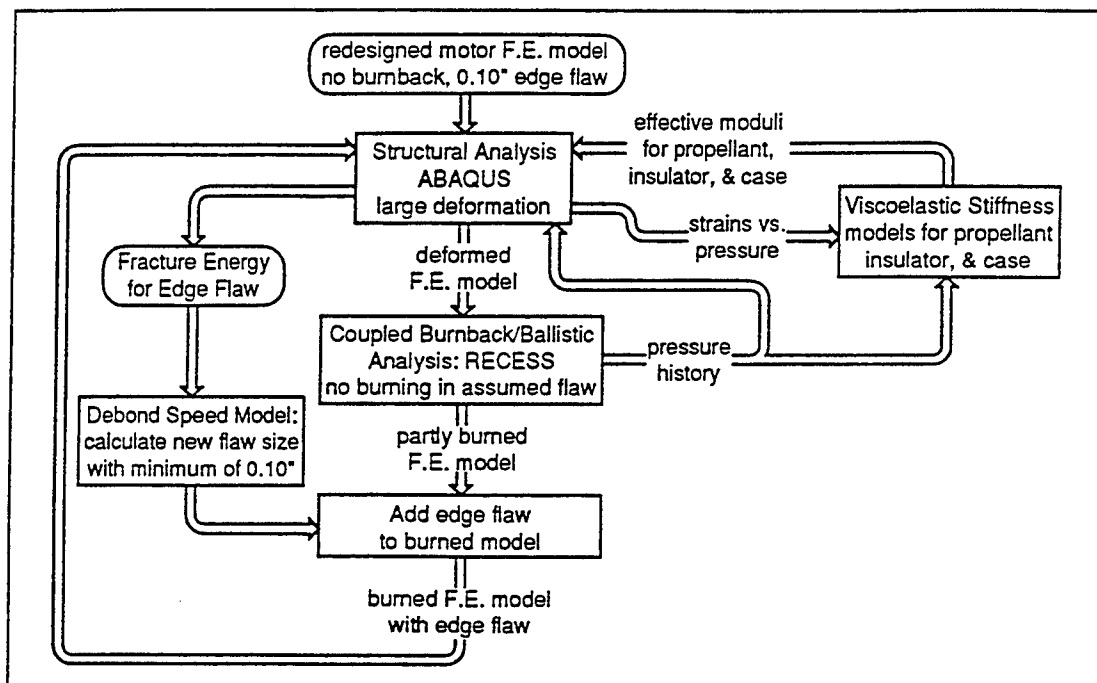 redesigned motor F.E. model
no burnback, 0.10" edge flaw
Structural Analysis
ABAQUS
large deformation
effective moduli
for propellant,
insulator, & case
strains vs.
pressure
Viscoelastic Stiffness
models for propellant
insulator, & case
Fracture Energy
for Edge Flaw
deformed
F.E. model
Coupled Burnback/Ballistic
Analysis: RECESS
no burning in assumed flaw
pressure
history
Debond Speed Model:
calculate new flaw size
with minimum of 0.10"
partly burned
F.E. model
Add edge flaw
to burned model
burned F.E. model
with edge flaw